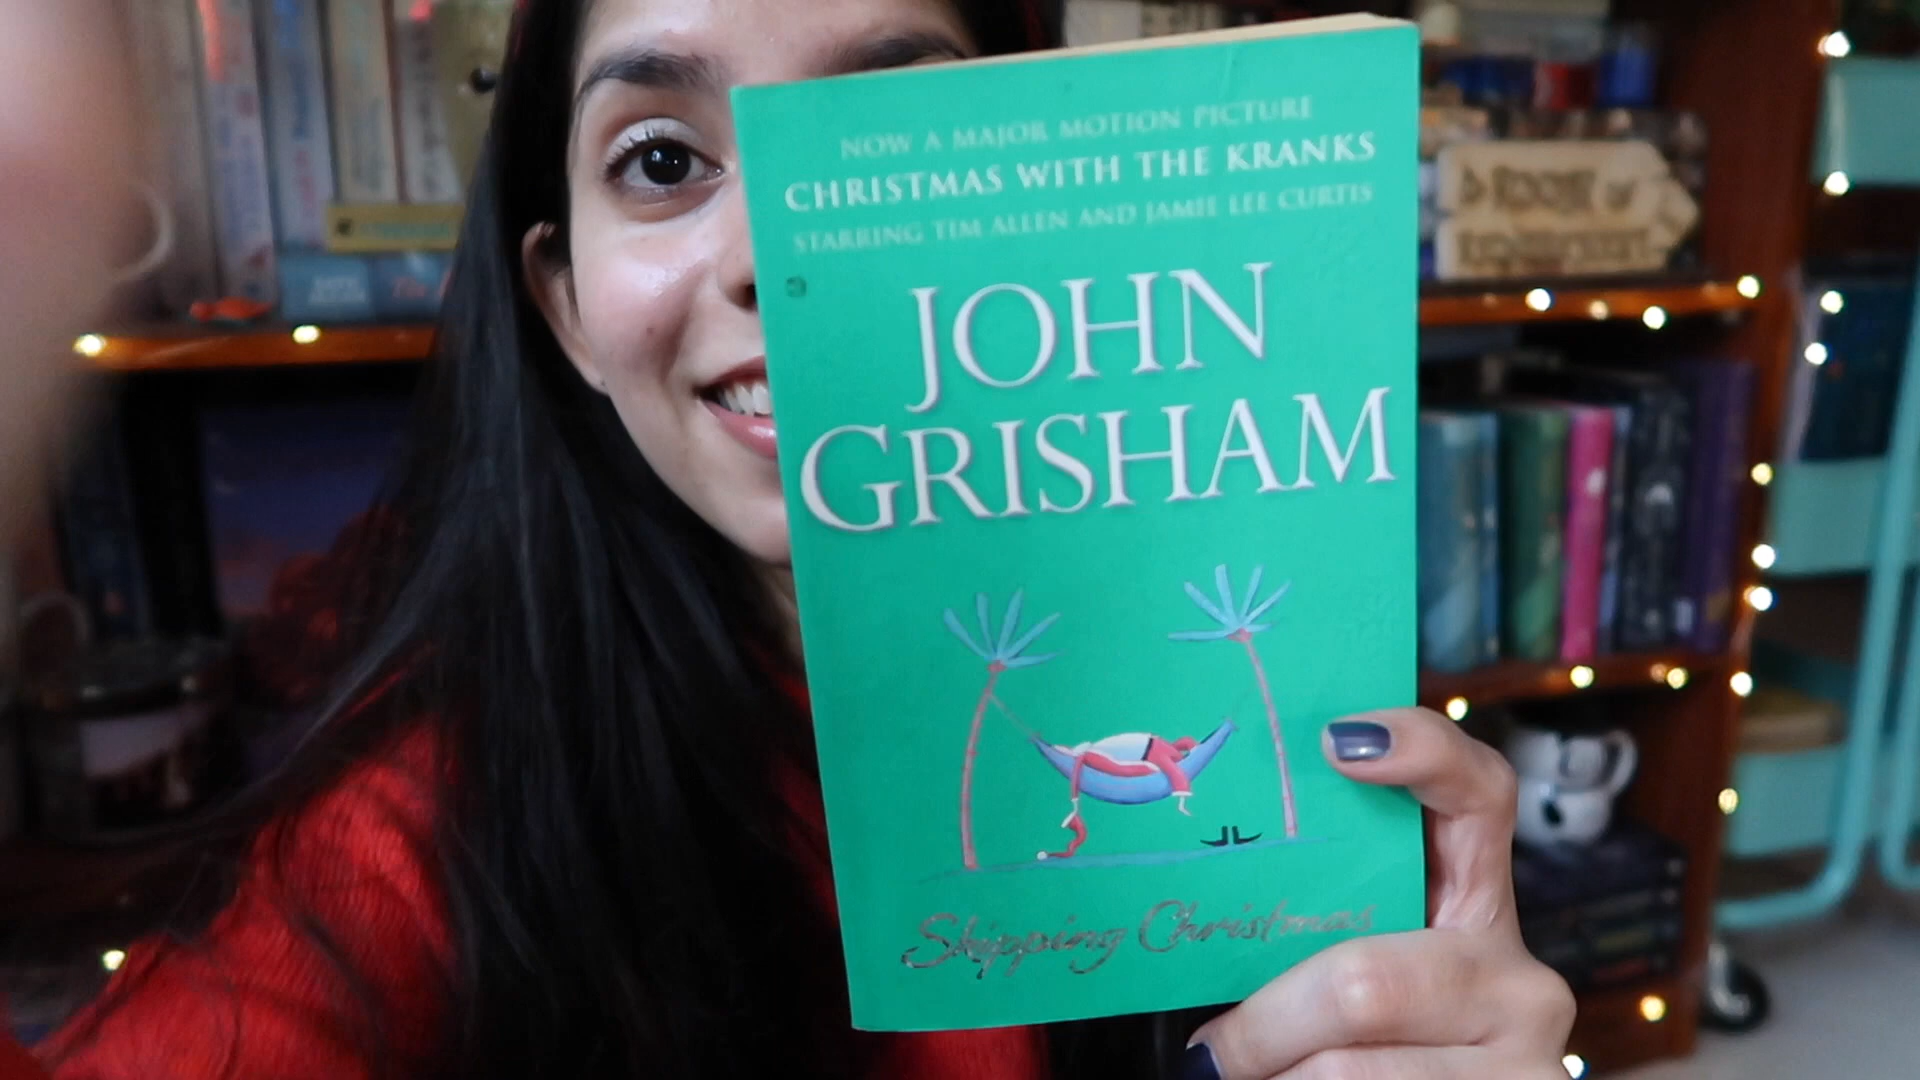 NOW A MAJOR MOTION PICTURE
CHRISTMAS WITH THE KRANKS
STARRING TIM ALLEN AND JAMIE LEE CURTIS
JOHN
GRISHAM
Skipping Christmas